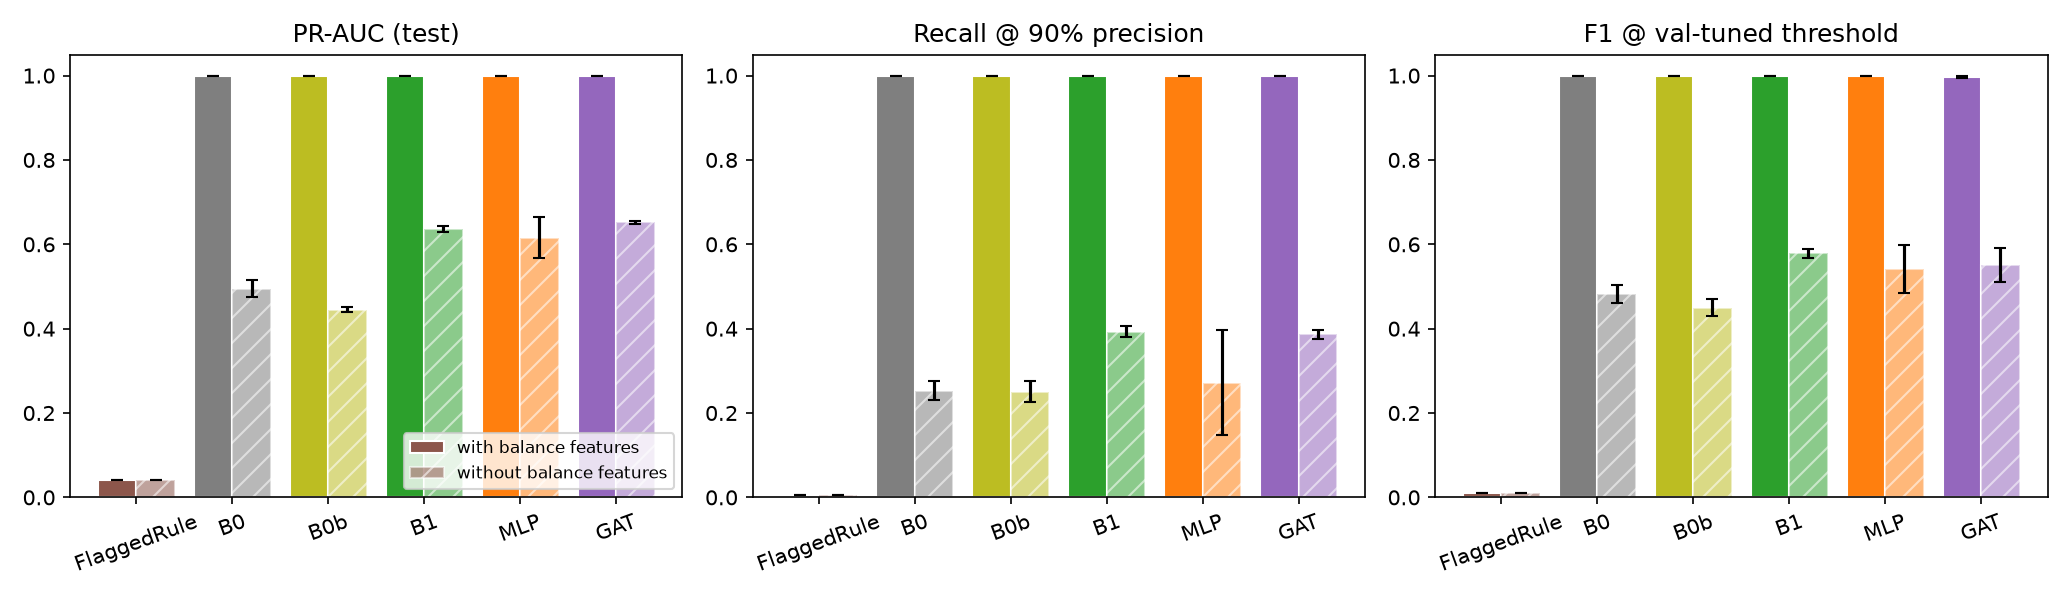 PR-AUC (test)
1.0
0.8
0.6
0.4
0.2
0.0
with balance features
without balance features
FlaggedRule
B0
B0b
B1
MLP
GAT
Recall @ 90% precision
1.0
0.8
0.6
0.4
0.2
0.0
FlaggedRule
B0
B0b
B1
MLP
GAT
F1 @ val-tuned threshold
1.0
0.8
0.6
0.4
0.2
0.0
FlaggedRule
B0
B0b
B1
MLP
GAT